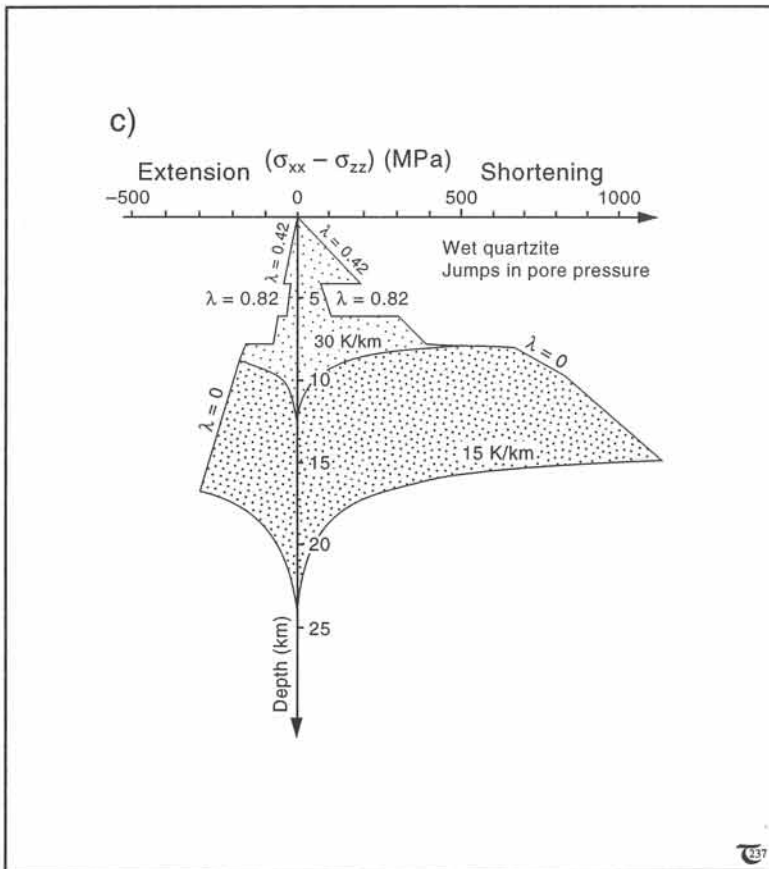 c)
(σxx – σzz) (MPa)
Extension Shortening
–500 0 500 1000
λ = 0.42 λ = 0.42
Wet quartzite
Jumps in pore pressure
λ = 0.82 5 λ = 0.82
30 K/km
λ = 0
10
λ = 0
15 K/km
15
20
25
Depth (km)
237